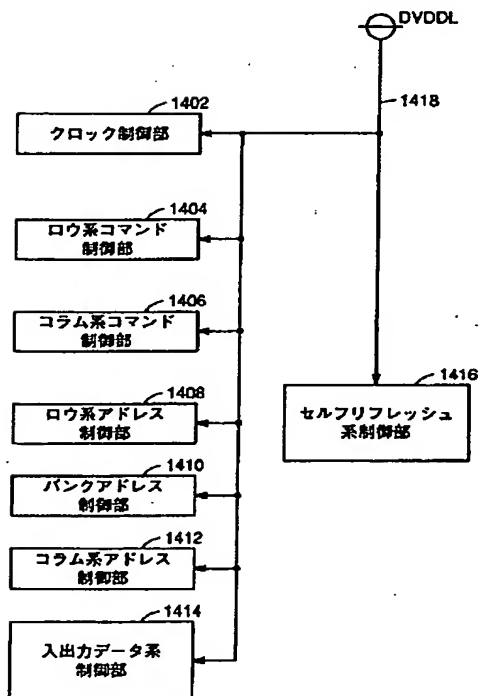 DVDDL
1418
1402
クロック制御部
1404
ロウ系コマンド
制御部
1406
コラム系コマンド
制御部
1408
ロウ系アドレス
制御部
1410
バンクアドレス
制御部
1412
コラム系アドレス
制御部
1414
入出力データ系
制御部
1416
セルフリフレッシュ
系制御部